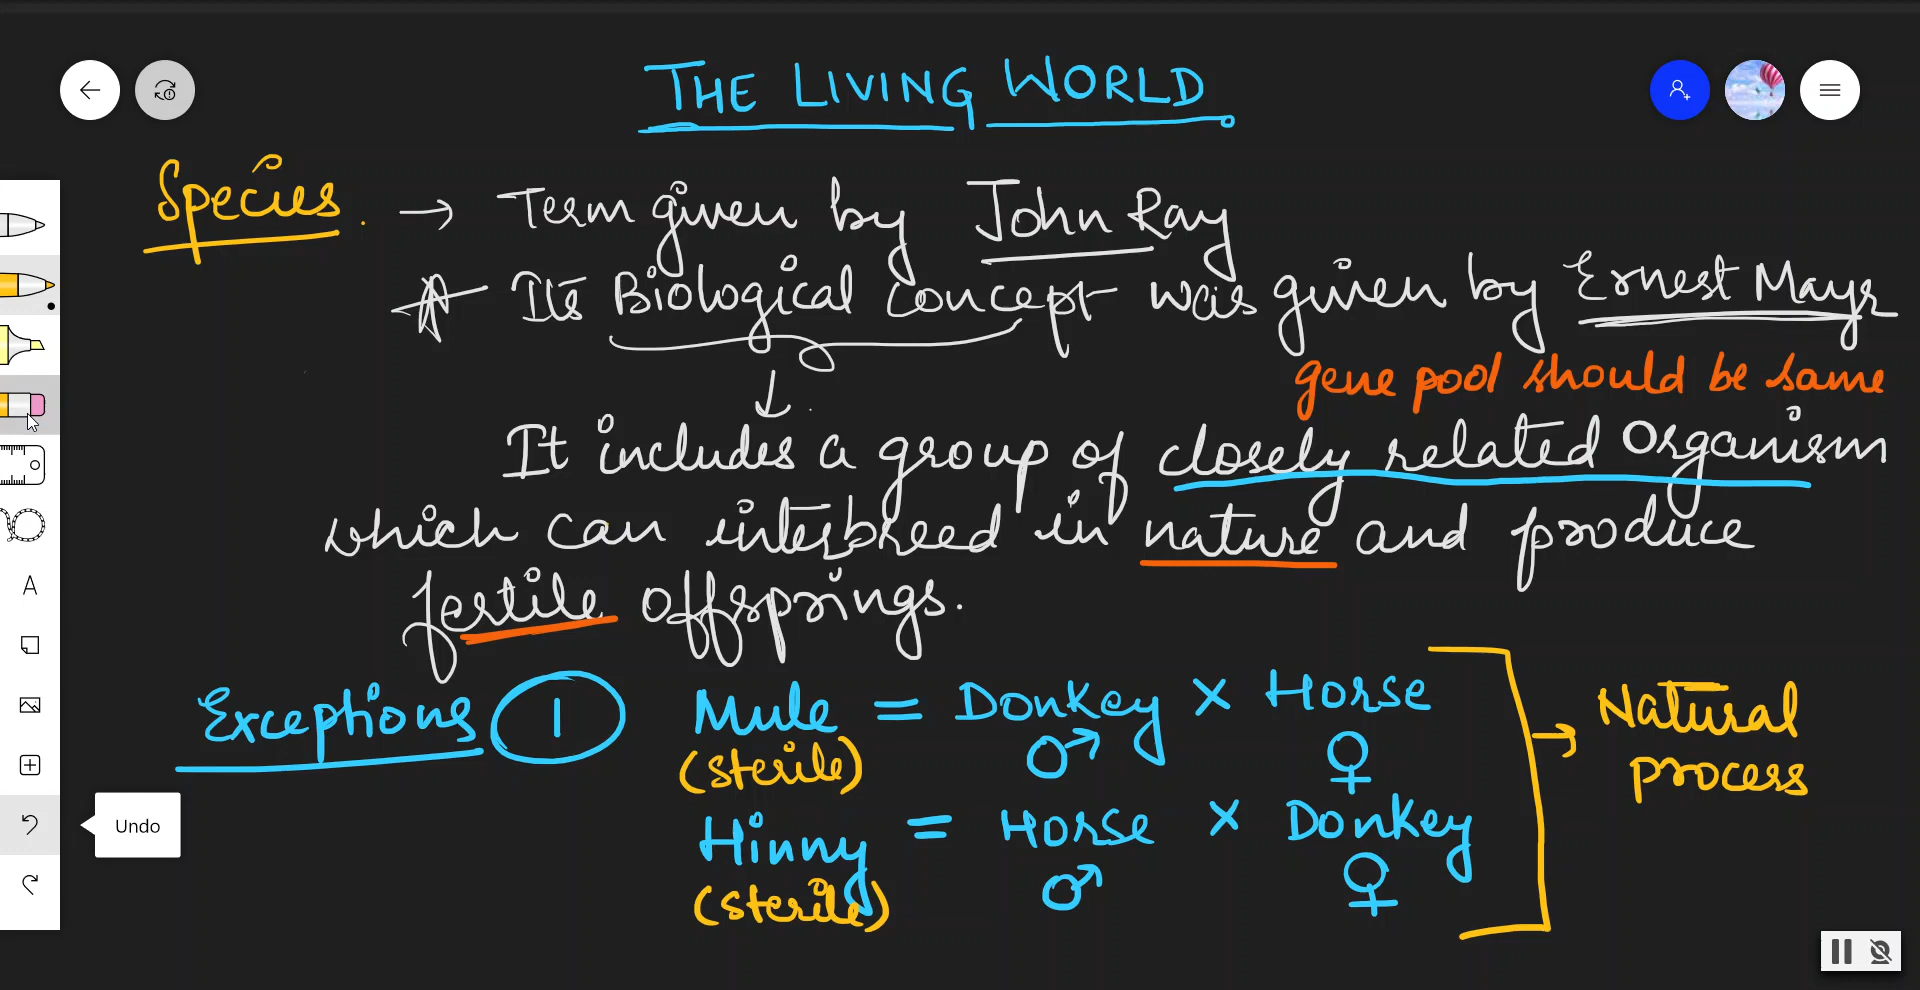 THE LIVING WORLD
Species. → Term given by John Ray
Its Biological concept was given by Ernest Mayr
gene pool should be same
It includes a group of closely related organism
which can interbreed in nature and produce
fertile offsprings.
Exceptions 1 Mule = Donkey × Horse
(sterile) ♂ ♀
Hinny = Horse × Donkey
(sterile) ♂ ♀
→ Natural
process
A
Undo